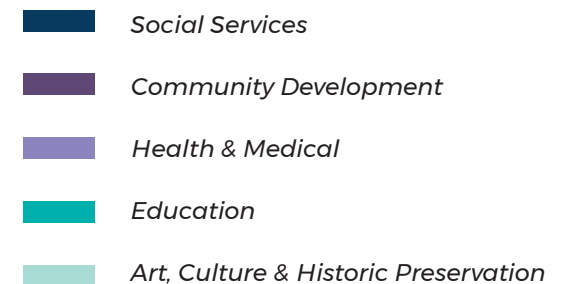 Social Services
Community Development
Health & Medical
Education
Art, Culture & Historic Preservation